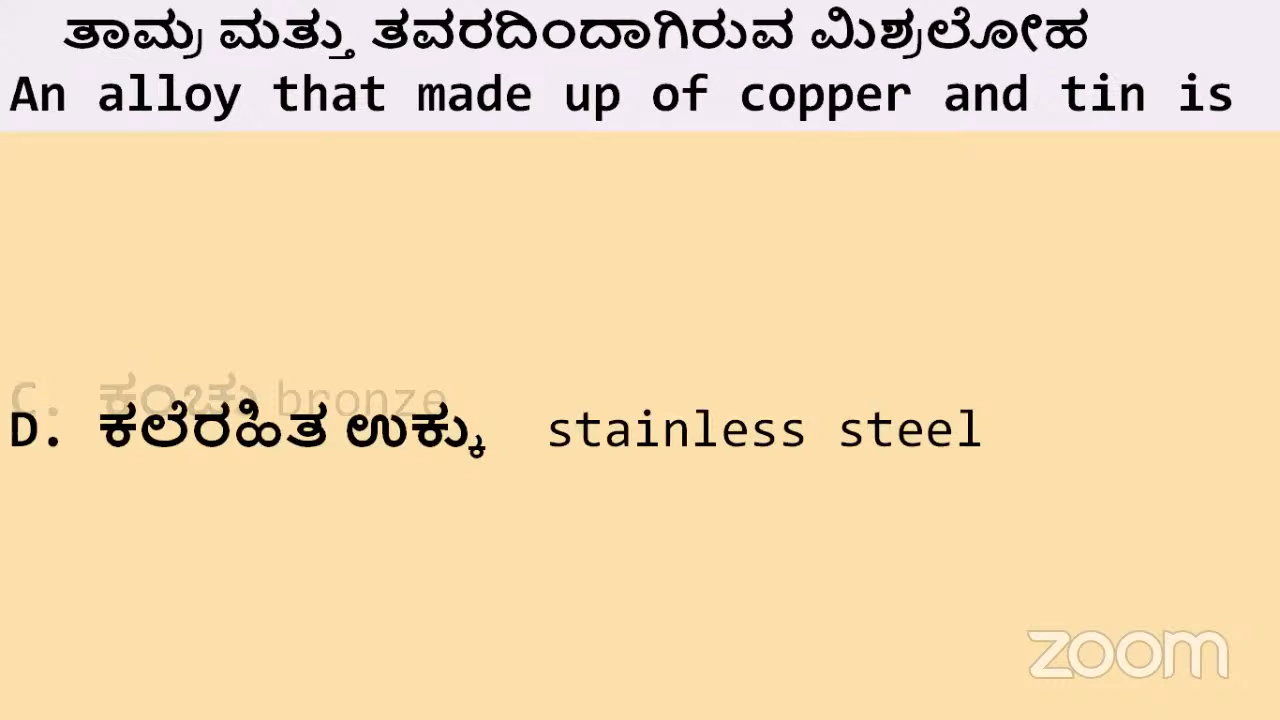 ತಾಮ್ರ ಮತ್ತು ತವರದಿಂದಾಗಿರುವ ಮಿಶ್ರಲೋಹ
An alloy that made up of copper and tin is
C. ಕಂಚು bronze
D. ಕಲೆರಹಿತ ಉಕ್ಕು stainless steel
zoom